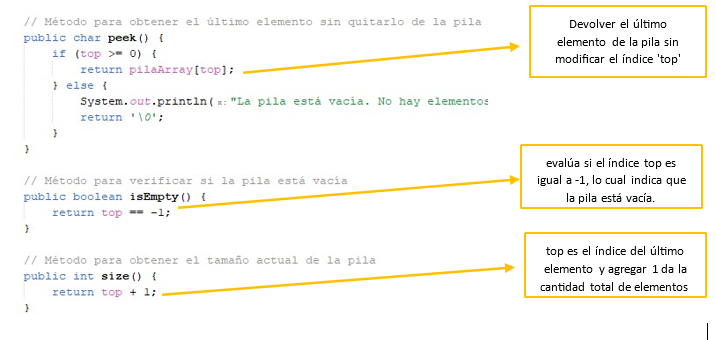 // Método para obtener el último elemento sin quitarlo de la pila
public char peek() {
if (top >= 0) {
return pilaArray[top];
} else {
System.out.println( x: "La pila está vacía. No hay elementos
return '\0';
}
}
// Método para verificar si la pila está vacía
public boolean isEmpty() {
return top == -1;
}
// Método para obtener el tamaño actual de la pila
public int size() {
return top + 1;
}
Devolver el último
elemento de la pila sin
modificar el índice 'top'
evalúa si el índice top es
igual a -1, lo cual indica que
la pila está vacía.
top es el índice del último
elemento y agregar 1 da la
cantidad total de elementos